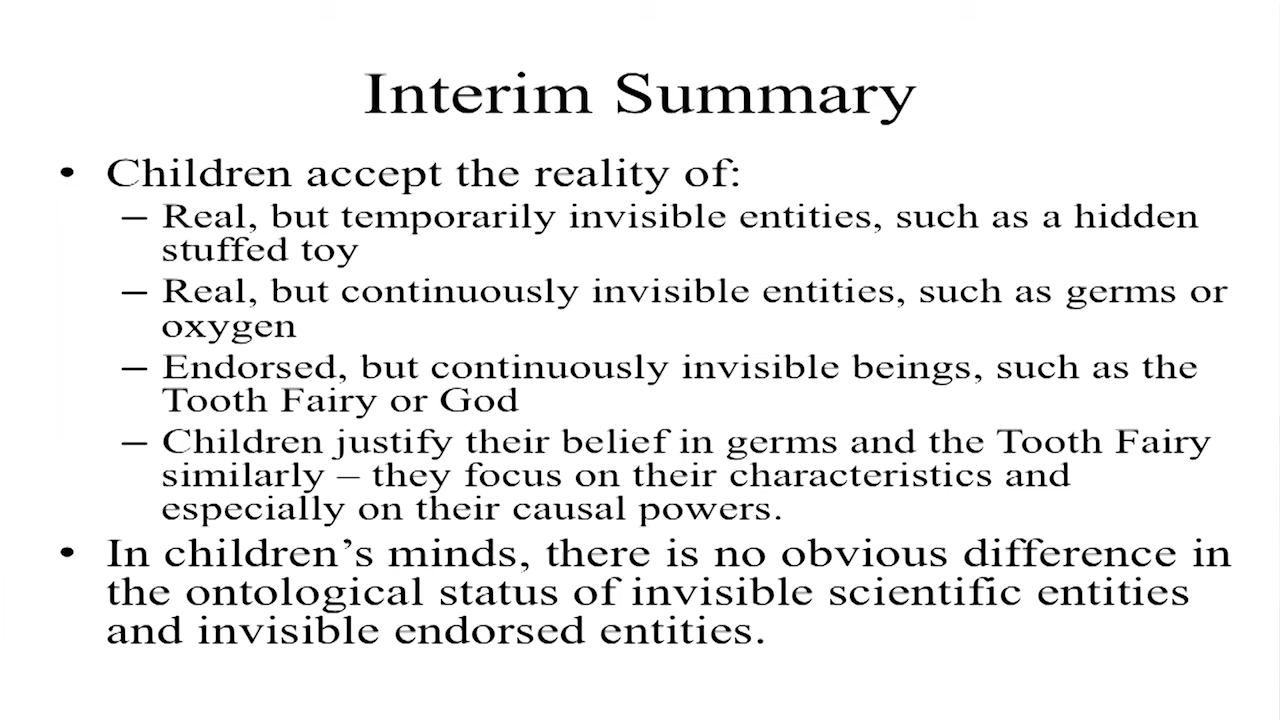 Interim Summary
• Children accept the reality of:
– Real, but temporarily invisible entities, such as a hidden
stuffed toy
– Real, but continuously invisible entities, such as germs or
oxygen
– Endorsed, but continuously invisible beings, such as the
Tooth Fairy or God
– Children justify their belief in germs and the Tooth Fairy
similarly – they focus on their characteristics and
especially on their causal powers.
• In children’s minds, there is no obvious difference in
the ontological status of invisible scientific entities
and invisible endorsed entities.